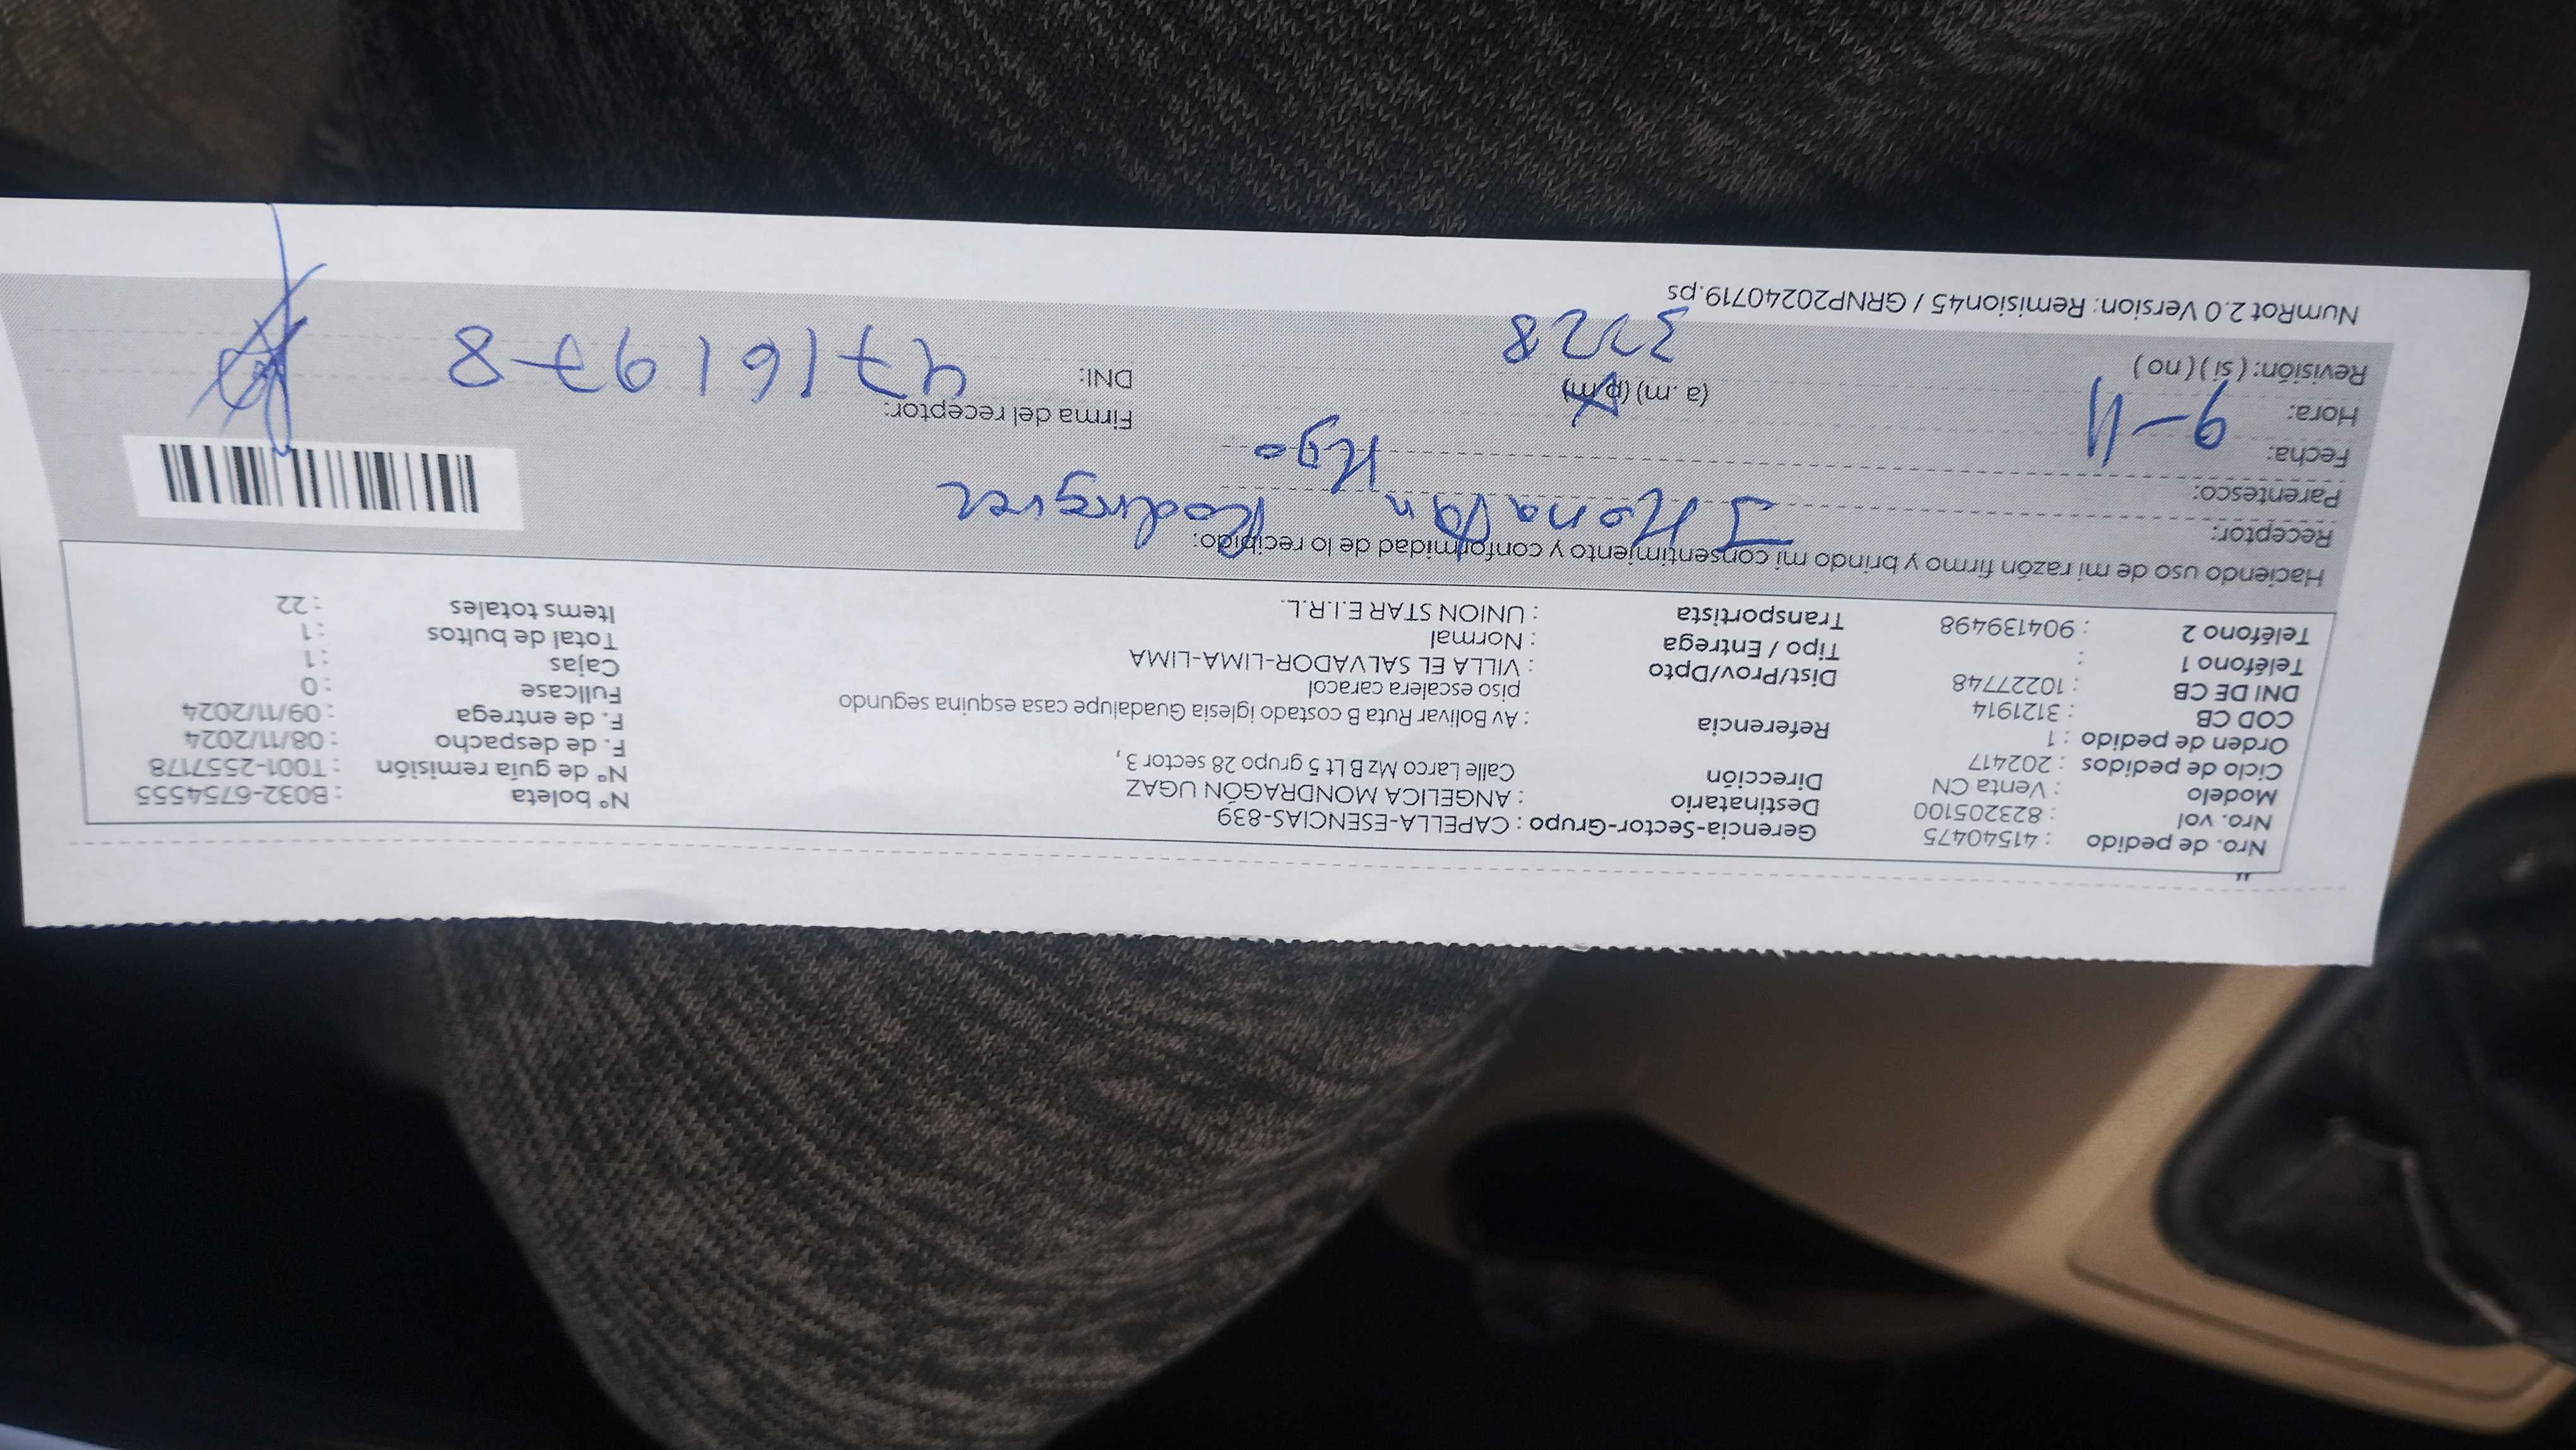 Nro. de pedido : 41540475 Gerencia-Sector-Grupo : CAPELLA-ESENCIAS-839 N° boleta : B032-6754555
Nro. vol : 823205100 Destinatario : ANGELICA MONDRAGÓN UGAZ N° de guía remisión : T001-2557178
Modelo : Venta CN Dirección Calle Larco Mz B Lt 5 grupo 28 sector 3, F. de despacho : 08/11/2024
Ciclo de pedidos : 202417 F. de entrega : 09/11/2024
Orden de pedido : 1 Referencia : Av Bolivar Ruta B costado iglesia Guadalupe casa esquina segundo Fullcase : 0
COD CB : 3121914 piso escalera caracol Cajas : 1
DNI DE CB : 10227748 Dist/Prov/Dpto : VILLA EL SALVADOR-LIMA-LIMA Total de bultos : 1
Teléfono 1 : Tipo / Entrega : Normal Items totales : 22
Teléfono 2 : 904139498 Transportista : UNION STAR E.I.R.L.
Haciendo uso de mi razón firmo y brindo mi consentimiento y conformidad de lo recibido:
Receptor: JHonatan Rodriguez
Parentesco: Hijo
Fecha: 9-11
Hora: (a .m) (p.m) Firma del receptor:
Revisión: ( si ) ( no ) 3228 DNI: 47161978
NumRot 2.0 Version: Remision45 / GRNP20240719.ps